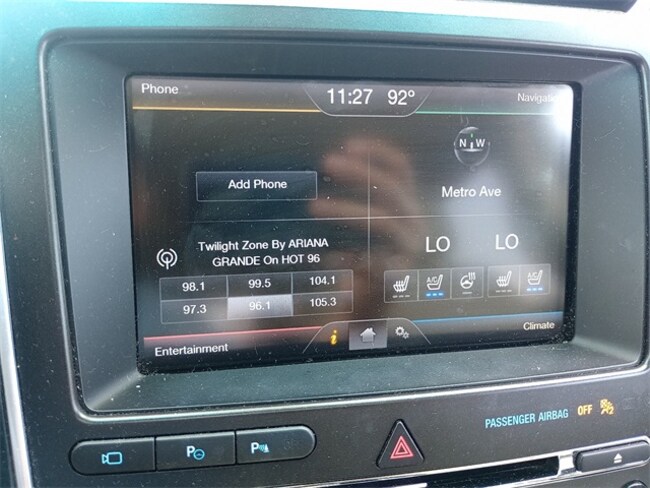 Phone
11:27 92°
Navigation
N W
Add Phone
Metro Ave
Twilight Zone By ARIANA
GRANDE On HOT 96
LO LO
98.1 99.5 104.1
97.3 96.1 105.3
A/C A/C
Entertainment
i
Climate
PASSENGER AIRBAG OFF
P P